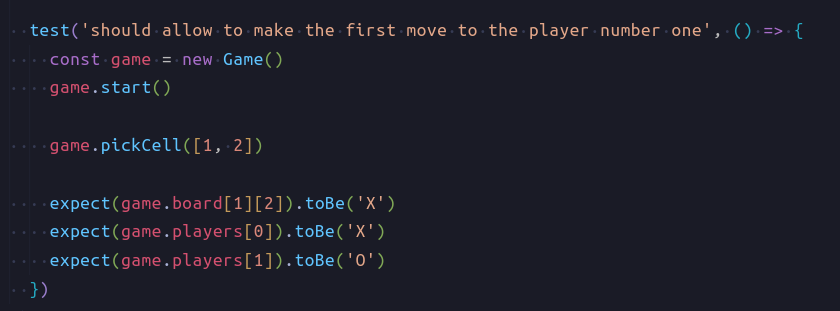 test('should allow to make the first move to the player number one', () => {
const game = new Game()
game.start()
game.pickCell([1, 2])
expect(game.board[1][2]).toBe('X')
expect(game.players[0]).toBe('X')
expect(game.players[1]).toBe('O')
})